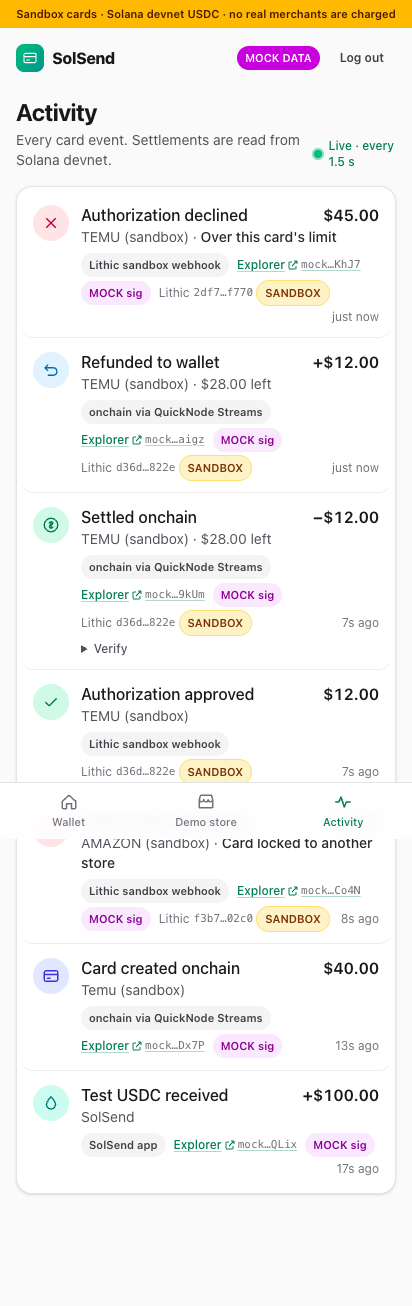 Sandbox cards · Solana devnet USDC · no real merchants are charged
SolSend
MOCK DATA
Log out
Activity
Every card event. Settlements are read from
Solana devnet.
Live · every
1.5 s
Authorization declined $45.00
TEMU (sandbox) · Over this card's limit
Lithic sandbox webhook Explorer mock…KhJ7
MOCK sig Lithic 2df7…f770 SANDBOX
just now
Refunded to wallet +$12.00
TEMU (sandbox) · $28.00 left
onchain via QuickNode Streams
Explorer mock…aigz MOCK sig
Lithic d36d…822e SANDBOX just now
Settled onchain −$12.00
TEMU (sandbox) · $28.00 left
onchain via QuickNode Streams
Explorer mock…9kUm MOCK sig
Lithic d36d…822e SANDBOX 7s ago
Verify
Authorization approved $12.00
TEMU (sandbox)
Lithic sandbox webhook
Lithic d36d…822e SANDBOX 7s ago
Wallet Demo store Activity
AMAZON (sandbox) · Card locked to another
store
Lithic sandbox webhook Explorer mock…Co4N
MOCK sig Lithic f3b7…02c0 SANDBOX 8s ago
Card created onchain $40.00
Temu (sandbox)
onchain via QuickNode Streams
Explorer mock…Dx7P MOCK sig 13s ago
Test USDC received +$100.00
SolSend
SolSend app Explorer mock…QLix MOCK sig
17s ago